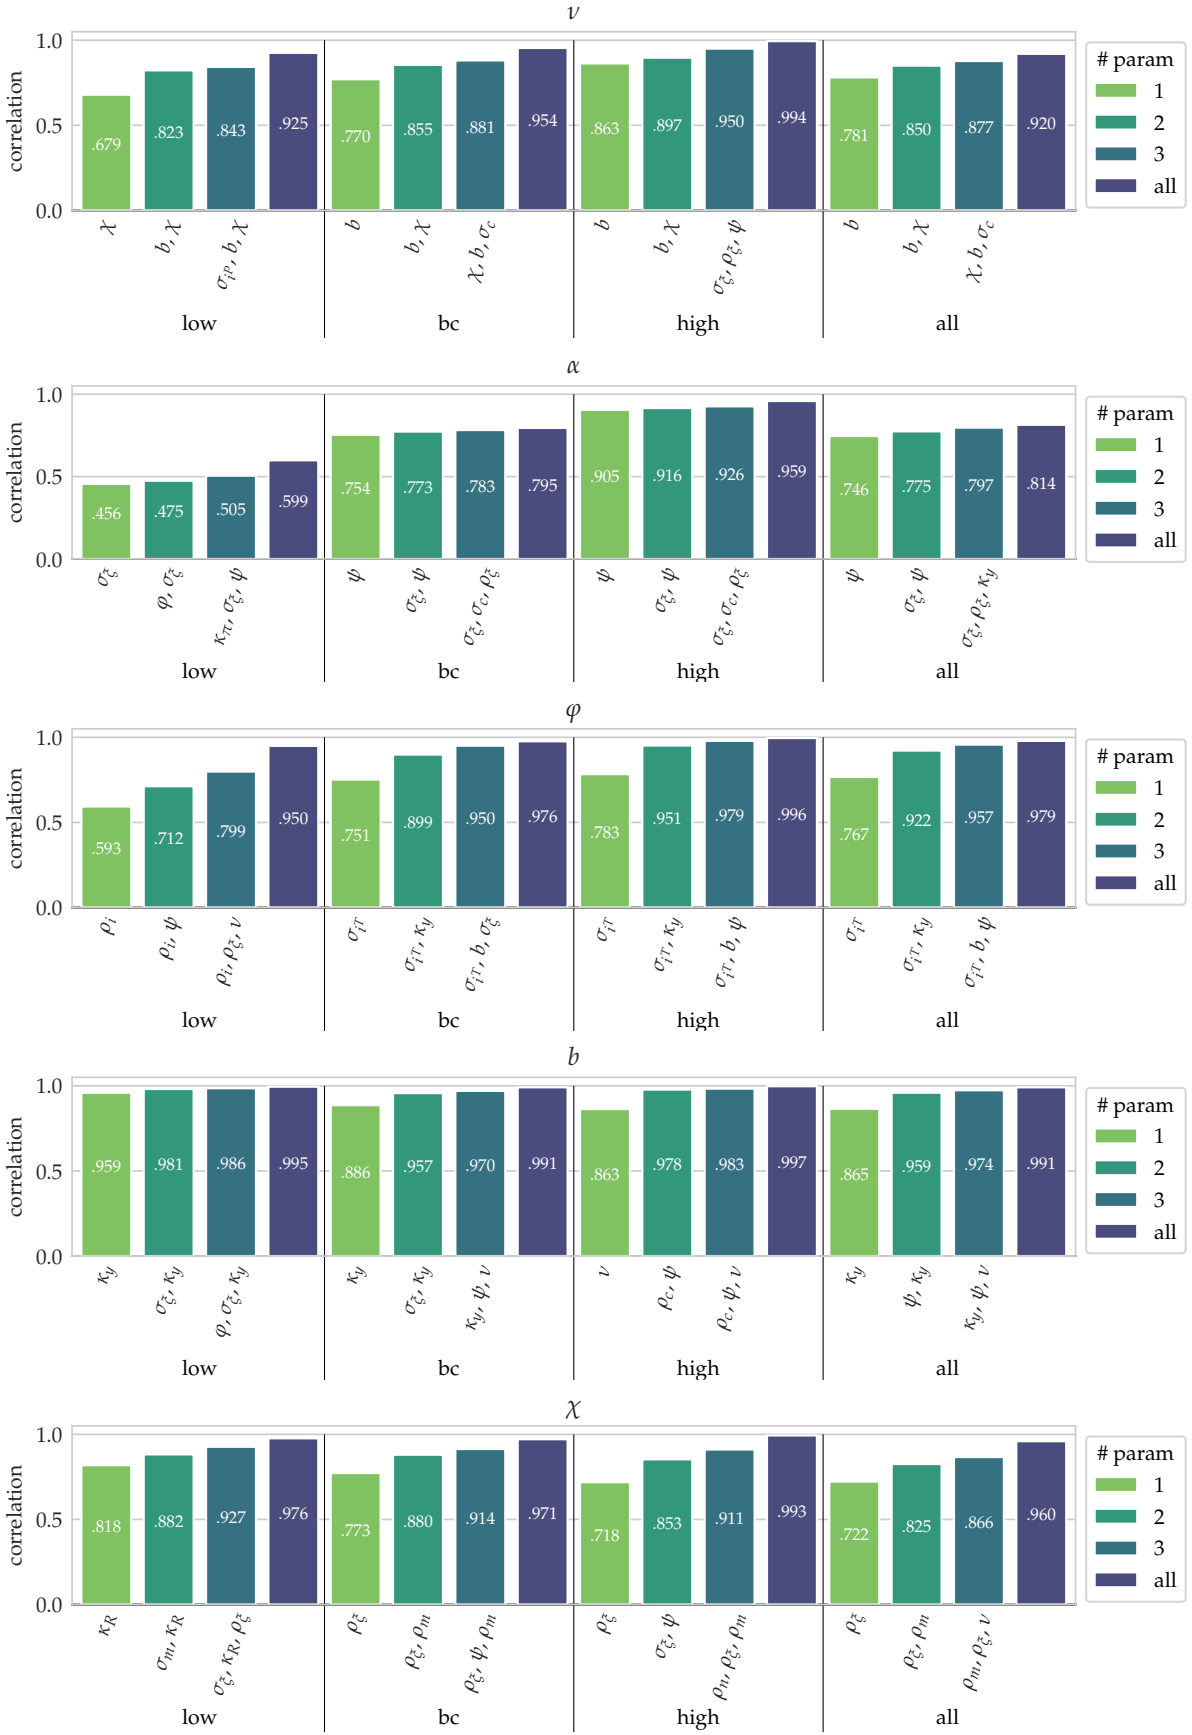 ν
correlation
1.0
0.5
0.0
.679 .823 .843 .925 .770 .855 .881 .954 .863 .897 .950 .994 .781 .850 .877 .920
χ b, χ σ_{i^P}, b, χ b b, χ χ, b, σ_c b b, χ σ_ξ, ρ_ξ, ψ b b, χ χ, b, σ_c
low bc high all
# param
1
2
3
all
α
correlation
1.0
0.5
0.0
.456 .475 .505 .599 .754 .773 .783 .795 .905 .916 .926 .959 .746 .775 .797 .814
σ_ξ φ, σ_ξ κ_π, σ_ξ, ψ ψ σ_ξ, ψ σ_ξ, σ_c, ρ_ξ ψ σ_ξ, ψ σ_ξ, σ_c, ρ_ξ ψ σ_ξ, ψ σ_ξ, ρ_ξ, κ_y
low bc high all
# param
1
2
3
all
φ
correlation
1.0
0.5
0.0
.593 .712 .799 .950 .751 .899 .950 .976 .783 .951 .979 .996 .767 .922 .957 .979
ρ_i ρ_i, ψ ρ_i, ρ_ξ, ν σ_{i^T} σ_{i^T}, κ_y σ_{i^T}, b, σ_ξ σ_{i^T} σ_{i^T}, κ_y σ_{i^T}, b, ψ σ_{i^T} σ_{i^T}, κ_y σ_{i^T}, b, ψ
low bc high all
# param
1
2
3
all
b
correlation
1.0
0.5
0.0
.959 .981 .986 .995 .886 .957 .970 .991 .863 .978 .983 .997 .865 .959 .974 .991
κ_y σ_ξ, κ_y φ, σ_ξ, κ_y κ_y σ_ξ, κ_y κ_y, ψ, ν ν ρ_c, ψ ρ_c, ψ, ν κ_y ψ, κ_y κ_y, ψ, ν
low bc high all
# param
1
2
3
all
χ
correlation
1.0
0.5
0.0
.818 .882 .927 .976 .773 .880 .914 .971 .718 .853 .911 .993 .722 .825 .866 .960
κ_R σ_m, κ_R σ_ξ, κ_R, ρ_ξ ρ_ξ ρ_ξ, ρ_m ρ_ξ, ψ, ρ_m ρ_ξ σ_ξ, ψ ρ_n, ρ_ξ, ρ_m ρ_ξ ρ_ξ, ρ_m ρ_m, ρ_ξ, ν
low bc high all
# param
1
2
3
all